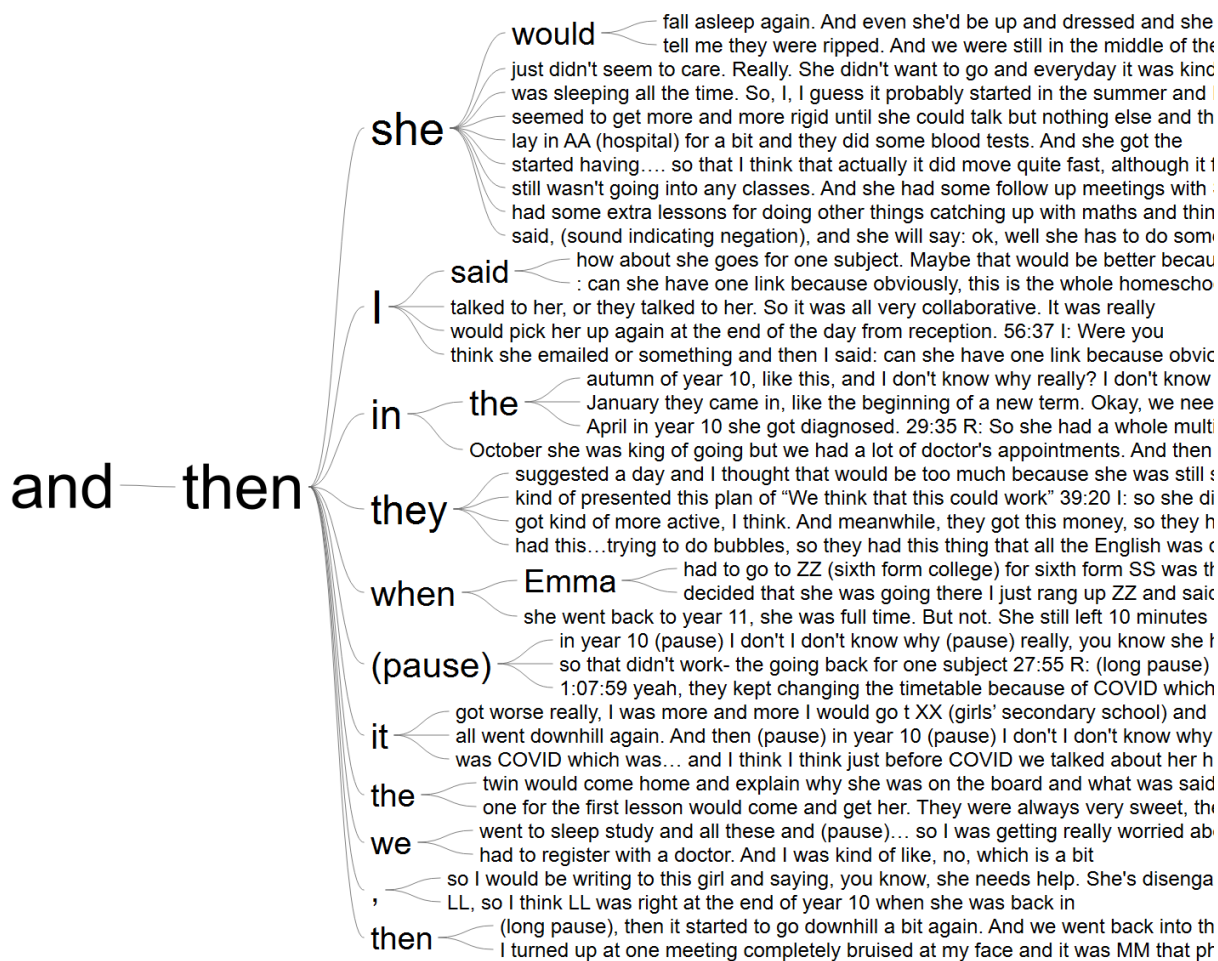 and
then
she
would
fall asleep again. And even she'd be up and dressed and she
tell me they were ripped. And we were still in the middle of the
just didn't seem to care. Really. She didn't want to go and everyday it was kind
was sleeping all the time. So, I, I guess it probably started in the summer and
seemed to get more and more rigid until she could talk but nothing else and th
lay in AA (hospital) for a bit and they did some blood tests. And she got the
started having…. so that I think that actually it did move quite fast, although it f
still wasn't going into any classes. And she had some follow up meetings with
had some extra lessons for doing other things catching up with maths and thin
said, (sound indicating negation), and she will say: ok, well she has to do some
I
said
how about she goes for one subject. Maybe that would be better becau
: can she have one link because obviously, this is the whole homescho
talked to her, or they talked to her. So it was all very collaborative. It was really
would pick her up again at the end of the day from reception. 56:37 I: Were you
think she emailed or something and then I said: can she have one link because obvio
in
the
autumn of year 10, like this, and I don't know why really? I don't know
January they came in, like the beginning of a new term. Okay, we nee
April in year 10 she got diagnosed. 29:35 R: So she had a whole multi
October she was king of going but we had a lot of doctor's appointments. And then
they
suggested a day and I thought that would be too much because she was still s
kind of presented this plan of “We think that this could work” 39:20 I: so she di
got kind of more active, I think. And meanwhile, they got this money, so they h
had this…trying to do bubbles, so they had this thing that all the English was
when
Emma
had to go to ZZ (sixth form college) for sixth form SS was th
decided that she was going there I just rang up ZZ and said
she went back to year 11, she was full time. But not. She still left 10 minutes
(pause)
in year 10 (pause) I don't I don't know why (pause) really, you know she h
so that didn't work- the going back for one subject 27:55 R: (long pause)
1:07:59 yeah, they kept changing the timetable because of COVID which
it
got worse really, I was more and more I would go t XX (girls’ secondary school) and
all went downhill again. And then (pause) in year 10 (pause) I don't I don't know why
was COVID which was… and I think I think just before COVID we talked about her h
the
twin would come home and explain why she was on the board and what was said
one for the first lesson would come and get her. They were always very sweet, the
we
went to sleep study and all these and (pause)… so I was getting really worried abo
had to register with a doctor. And I was kind of like, no, which is a bit
,
so I would be writing to this girl and saying, you know, she needs help. She's disenga
LL, so I think LL was right at the end of year 10 when she was back in
then
(long pause), then it started to go downhill a bit again. And we went back into th
I turned up at one meeting completely bruised at my face and it was MM that ph